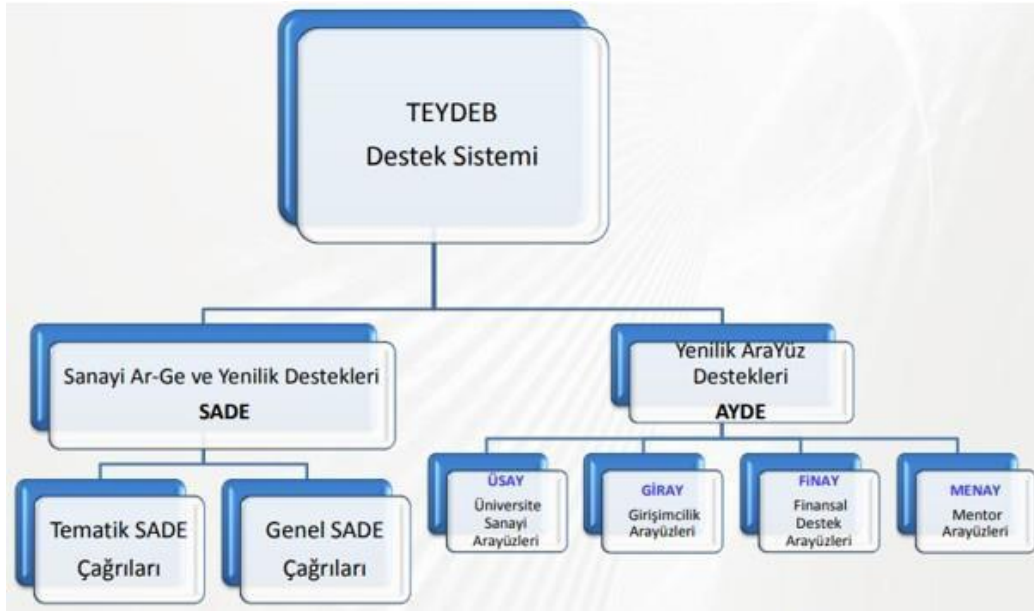 TEYDEB
Destek Sistemi
Sanayi Ar-Ge ve Yenilik Destekleri
SADE
Yenilik AraYüz
Destekleri
AYDE
Tematik SADE
Çağrıları
Genel SADE
Çağrıları
ÜSAY
Üniversite
Sanayi
Arayüzleri
GİRAY
Girişimcilik
Arayüzleri
FİNAY
Finansal
Destek
Arayüzleri
MENAY
Mentor
Arayüzleri